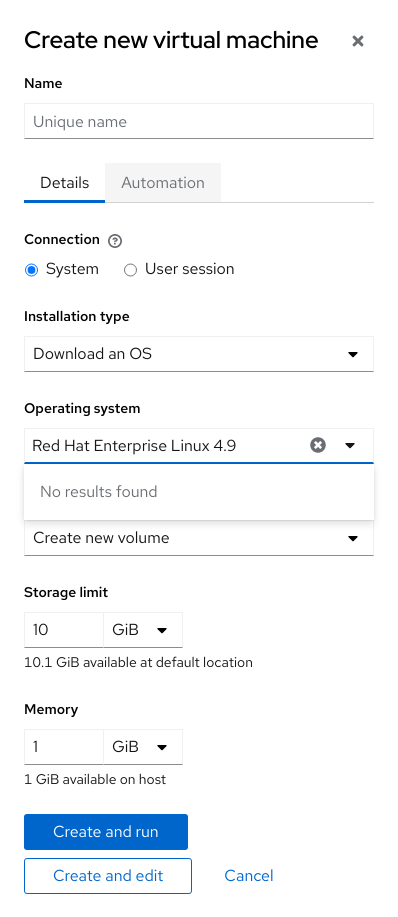 Create new virtual machine
Name
Unique name
Details Automation
Connection
System User session
Installation type
Download an OS
Operating system
Red Hat Enterprise Linux 4.9
No results found
Create new volume
Storage limit
10 GiB
10.1 GiB available at default location
Memory
1 GiB
1 GiB available on host
Create and run
Create and edit Cancel